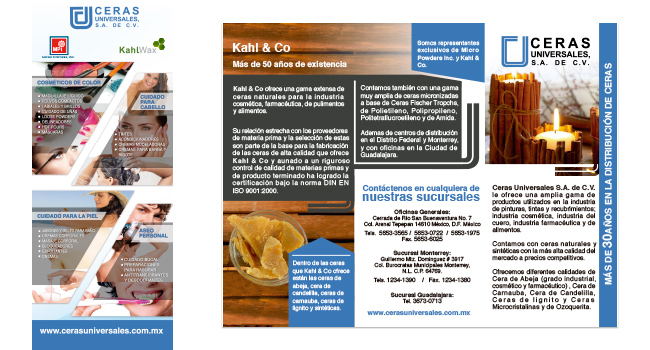 CERAS
UNIVERSALES,
S.A. DE C.V.
MPI
KahlWax
COSMÉTICOS DE COLOR
CUIDADO
PARA
CABELLO
CUIDADO PARA LA PIEL
ASEO
PERSONAL
www.cerasuniversales.com.mx
Kahl & Co
Más de 50 años de existencia
Kahl & Co ofrece una gama extensa de
ceras naturales para la industria
cosmética, farmacéutica, de pulimentos
y alimentos.
Su relación estrecha con los proveedores
de materia prima y la selección de estas
son parte de la base para la fabricación
de las ceras de alta calidad que ofrece
Kahl & Co y aunado a un riguroso
control de calidad de materias primas y
de producto terminado ha logrado la
certificación bajo la norma DIN EN
ISO 9001:2000.
Dentro de las ceras
que Kahl & Co ofrece
están las ceras de
abeja, cera de
candelilla, ceras de
carnauba, ceras de
lignito y sintéticas.
Somos representantes
exclusivos de Micro
Powders Inc. y Kahl &
Co.
Contamos también con una gama
muy amplia de ceras micronizadas
a base de Ceras Fischer Tropcha,
de Polietileno, Polipropileno,
Politetrafluoroetileno y de Amida.
Ademas de centros de distribución
en el Distrito Federal y Monterrey,
y con oficinas en la Ciudad de
Guadalajara.
Contáctenos en cualquiera de
nuestras sucursales
Oficinas Generales:
Cerrada de Río San Buenaventura No. 7
Col. Arenal Tepepan 14610 México, D.F. México
Tels. 5653-3565 / 5653-0722 / 5653-1975
Fax. 5653-6025
Sucursal Monterrey:
Guillermo Mtz. Domínguez # 3917
Col. Burócratas Municipales Monterrey,
N.L. C.P. 64769.
Tels. 1234-1390 / Fax. 1234-1380
Sucursal Guadalajara:
Tel. 3673-0713
www.cerasuniversales.com.mx
CERAS
UNIVERSALES,
S.A. DE C.V.
Ceras Universales S.A. de C.V.
le ofrece una amplia gama de
productos utilizados en la industria
de pinturas, tintas y recubrimientos;
industria cosmética, industria del
cuero, industria farmacéutica y de
alimentos.
Contamos con ceras naturales y
sintéticas con la más alta calidad del
mercado a precios competitivos.
Ofrecemos diferentes calidades de
Cera de Abeja (grado industrial,
cosmético y farmacéutico), Cera de
Carnauba, Cera de Candelilla,
Ceras de lignito y Ceras
Microcristalinas y de Ozoquerita.
MÁS DE 30 AÑOS EN LA DISTRIBUCIÓN DE CERAS